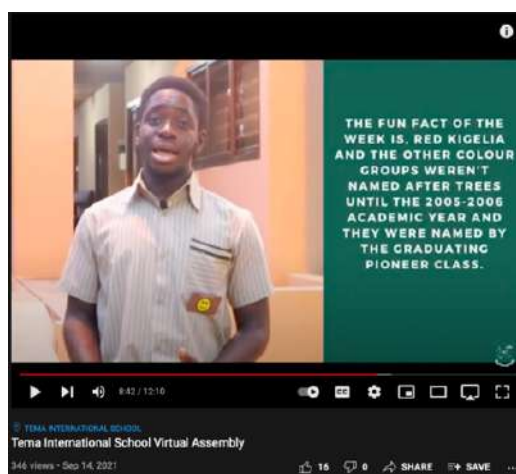 THE FUN FACT OF THE
WEEK IS, RED KIGELIA
AND THE OTHER COLOUR
GROUPS WEREN'T
NAMED AFTER TREES
UNTIL THE 2005-2006
ACADEMIC YEAR AND
THEY WERE NAMED BY
THE GRADUATING
PIONEER CLASS.
8:42 / 12:10
CC
TEMA INTERNATIONAL SCHOOL
Tema International School Virtual Assembly
346 views • Sep 14, 2021
16
0
SHARE
SAVE